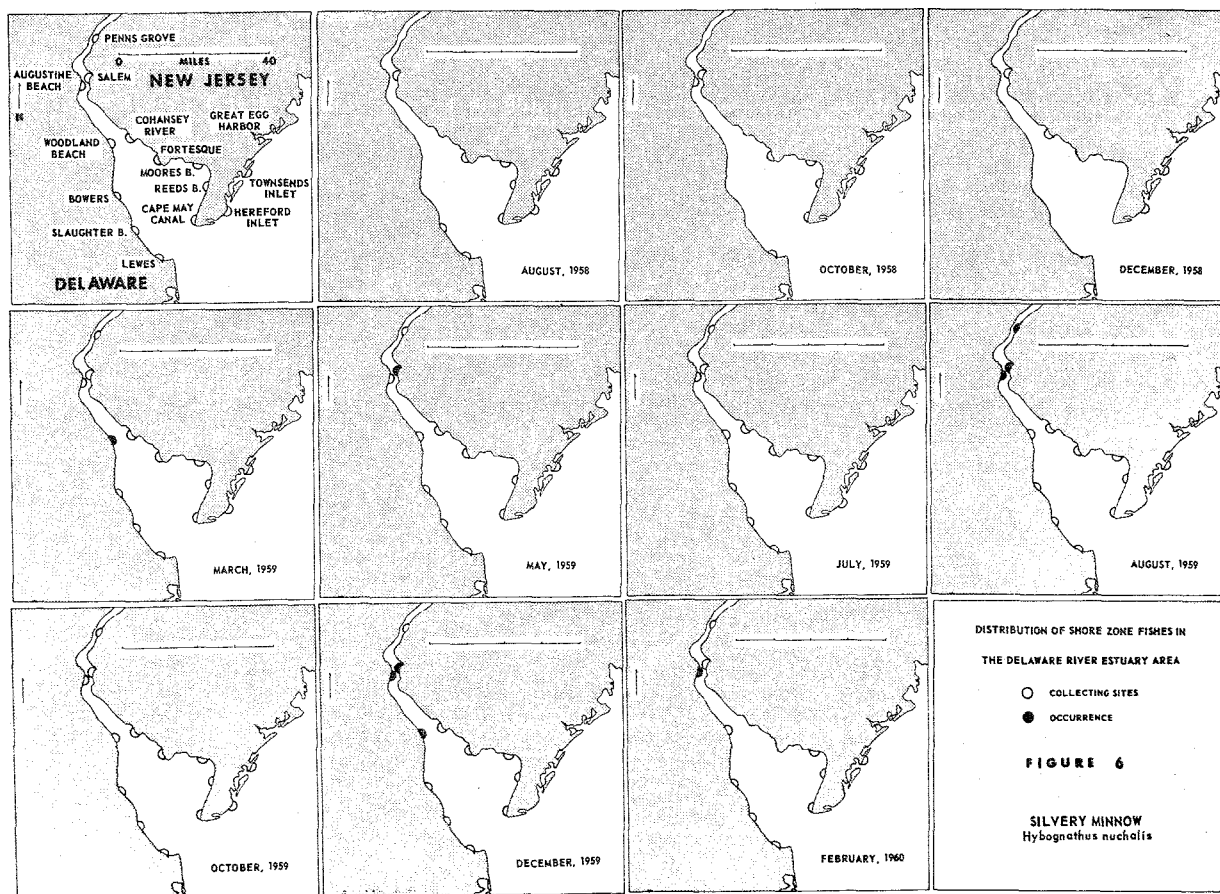 PENNS GROVE
0 MILES 40
AUGUSTINE
BEACH
SALEM
NEW JERSEY
N
COHANSEY
RIVER
GREAT EGG
HARBOR
WOODLAND
BEACH
FORTESQUE
MOORES B.
REEDS B.
TOWNSENDS
INLET
BOWERS
CAPE MAY
CANAL
HEREFORD
INLET
SLAUGHTER B.
LEWES
DELAWARE
AUGUST, 1958
OCTOBER, 1958
DECEMBER, 1958
MARCH, 1959
MAY, 1959
JULY, 1959
AUGUST, 1959
OCTOBER, 1959
DECEMBER, 1959
FEBRUARY, 1960
DISTRIBUTION OF SHORE ZONE FISHES IN
THE DELAWARE RIVER ESTUARY AREA
COLLECTING SITES
OCCURRENCE
FIGURE 6
SILVERY MINNOW
Hybognathus nuchalis